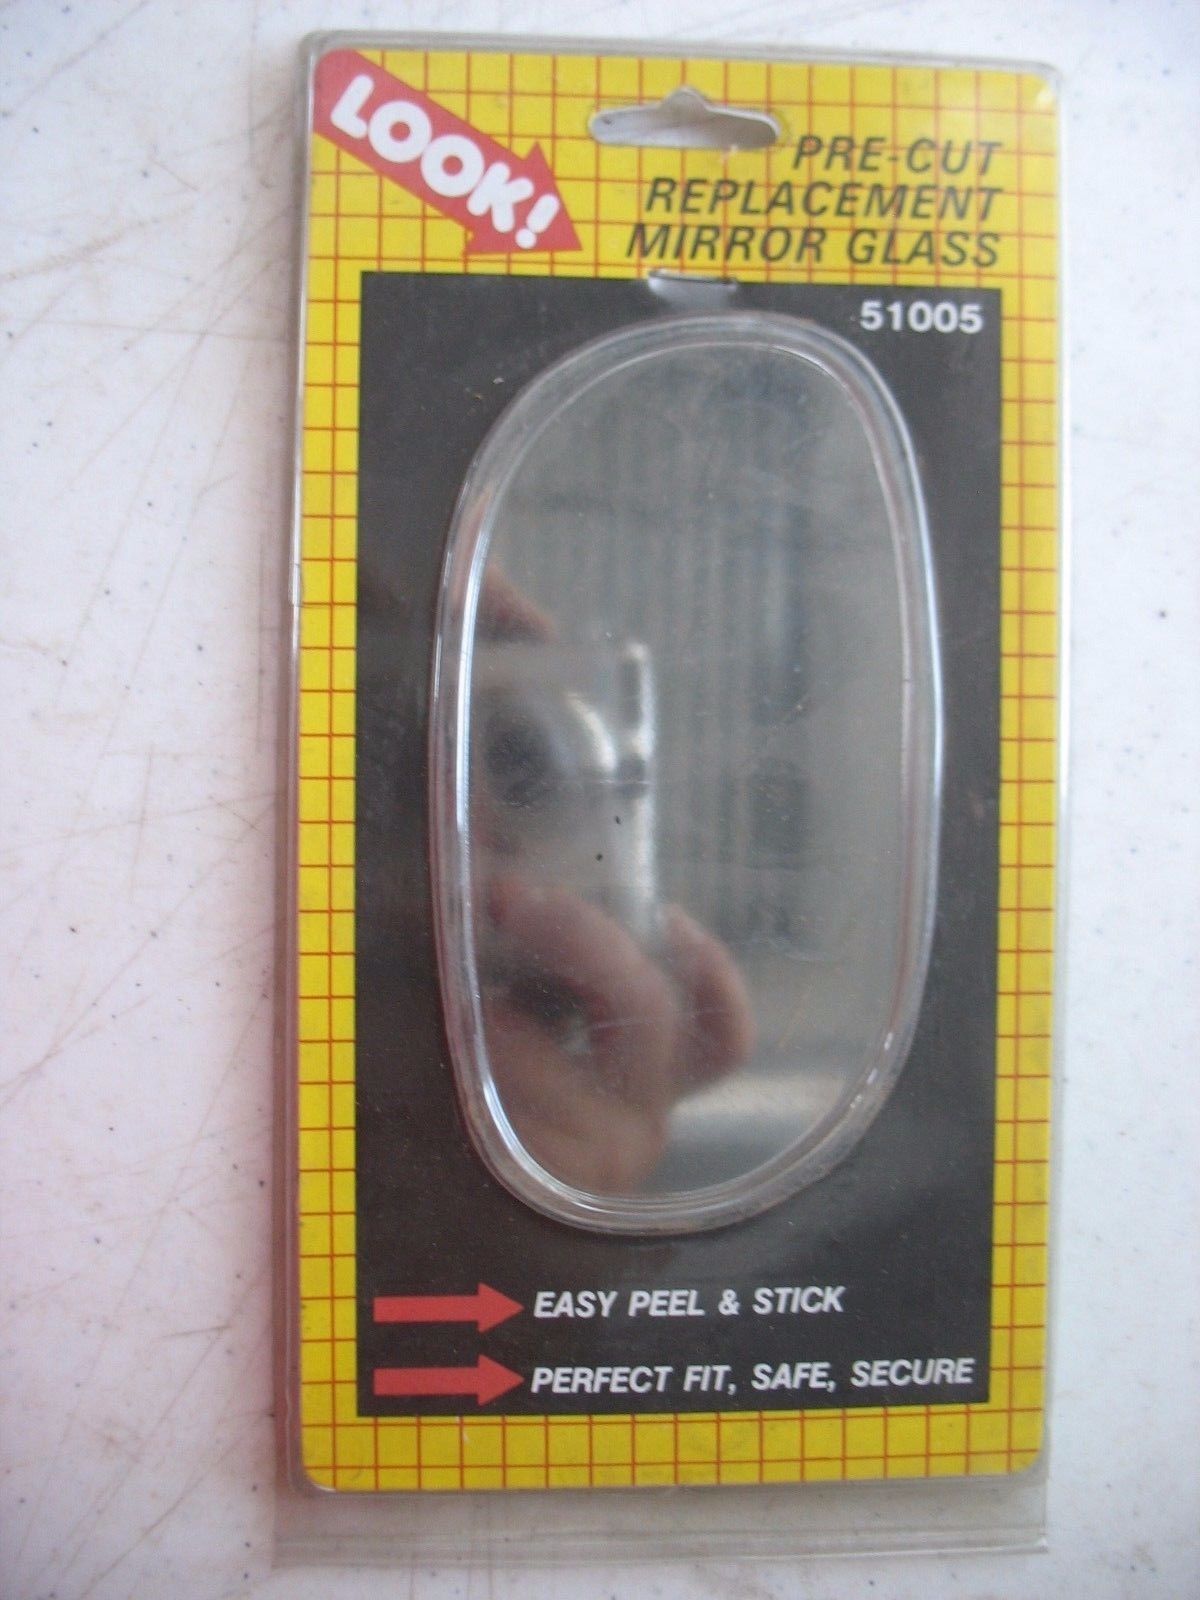 LOOK!
PRE-CUT
REPLACEMENT
MIRROR GLASS
51005
EASY PEEL & STICK
PERFECT FIT, SAFE, SECURE